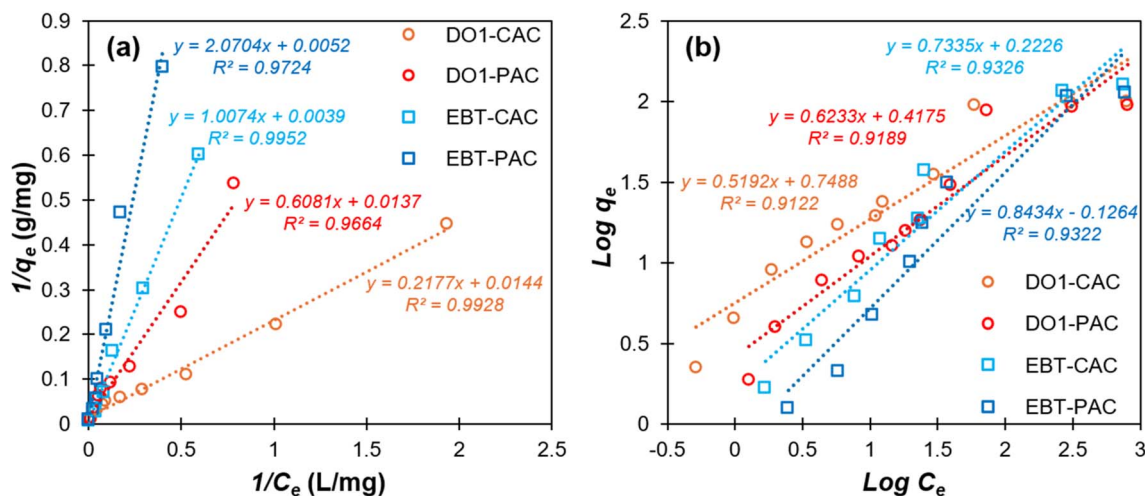 (a)
y = 2.0704x + 0.0052
R² = 0.9724
y = 1.0074x + 0.0039
R² = 0.9952
y = 0.6081x + 0.0137
R² = 0.9664
y = 0.2177x + 0.0144
R² = 0.9928
DO1-CAC
DO1-PAC
EBT-CAC
EBT-PAC
1/qe (g/mg)
0.9
0.8
0.7
0.6
0.5
0.4
0.3
0.2
0.1
0
0 0.5 1 1.5 2 2.5
1/Ce (L/mg)
(b)
y = 0.7335x + 0.2226
R² = 0.9326
y = 0.6233x + 0.4175
R² = 0.9189
y = 0.5192x + 0.7488
R² = 0.9122
y = 0.8434x - 0.1264
R² = 0.9322
DO1-CAC
DO1-PAC
EBT-CAC
EBT-PAC
Log qe
2.5
2
1.5
1
0.5
0
-0.5 0 0.5 1 1.5 2 2.5 3
Log Ce